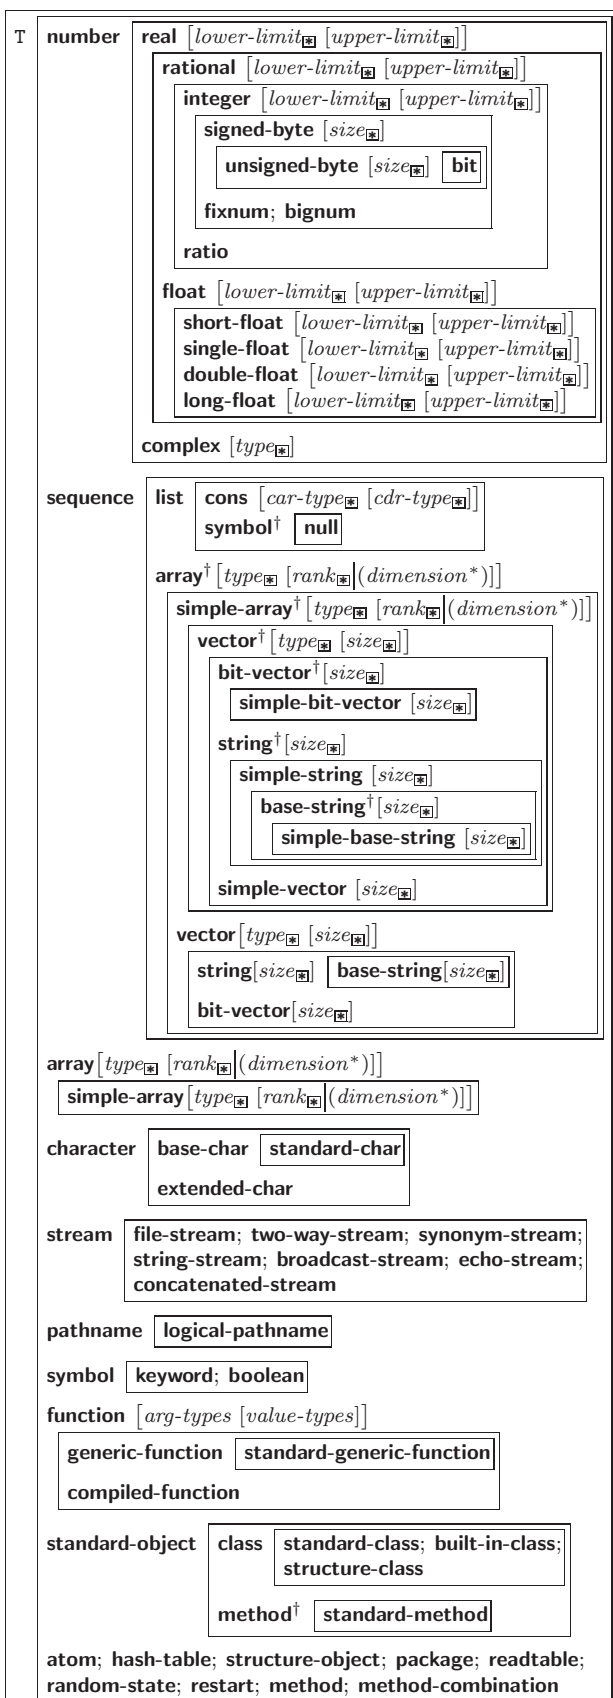 T number real [lower-limit* [upper-limit*]]
rational [lower-limit* [upper-limit*]]
integer [lower-limit* [upper-limit*]]
signed-byte [size*]
unsigned-byte [size*] bit
fixnum; bignum
ratio
float [lower-limit* [upper-limit*]]
short-float [lower-limit* [upper-limit*]]
single-float [lower-limit* [upper-limit*]]
double-float [lower-limit* [upper-limit*]]
long-float [lower-limit* [upper-limit*]]
complex [type*]
sequence list cons [car-type* [cdr-type*]]
symbol† null
array†[type* [rank*|(dimension*)]]
simple-array†[type* [rank*|(dimension*)]]
vector†[type* [size*]]
bit-vector†[size*]
simple-bit-vector [size*]
string†[size*]
simple-string [size*]
base-string†[size*]
simple-base-string [size*]
simple-vector [size*]
vector[type* [size*]]
string[size*] base-string[size*]
bit-vector[size*]
array[type* [rank*|(dimension*)]]
simple-array[type* [rank*|(dimension*)]]
character base-char standard-char
extended-char
stream file-stream; two-way-stream; synonym-stream;
string-stream; broadcast-stream; echo-stream;
concatenated-stream
pathname logical-pathname
symbol keyword; boolean
function [arg-types [value-types]]
generic-function standard-generic-function
compiled-function
standard-object class standard-class; built-in-class;
structure-class
method† standard-method
atom; hash-table; structure-object; package; readtable;
random-state; restart; method; method-combination